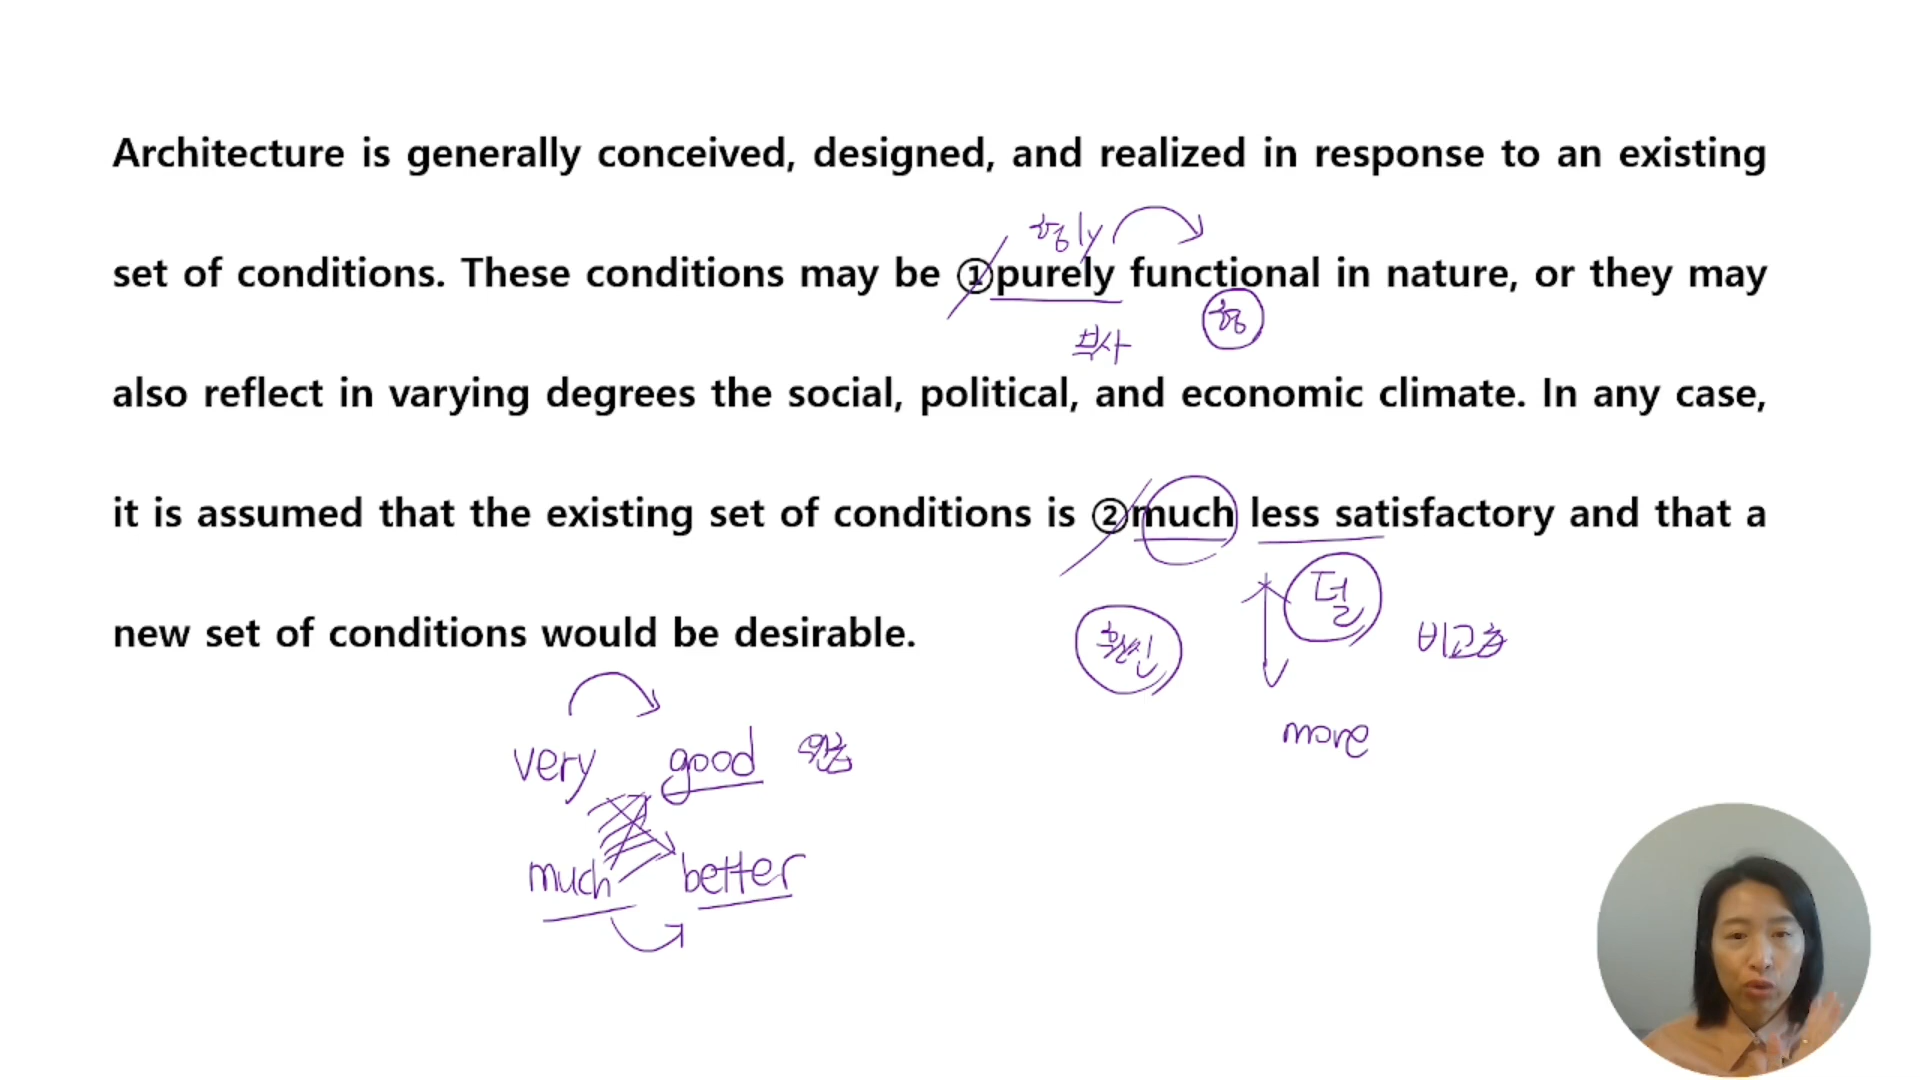 Architecture is generally conceived, designed, and realized in response to an existing
형ly
set of conditions. These conditions may be ①purely functional in nature, or they may
부사 형
also reflect in varying degrees the social, political, and economic climate. In any case,
it is assumed that the existing set of conditions is ②much less satisfactory and that a
덜
new set of conditions would be desirable.
훨씬 비교급
more
very good 원급
much better